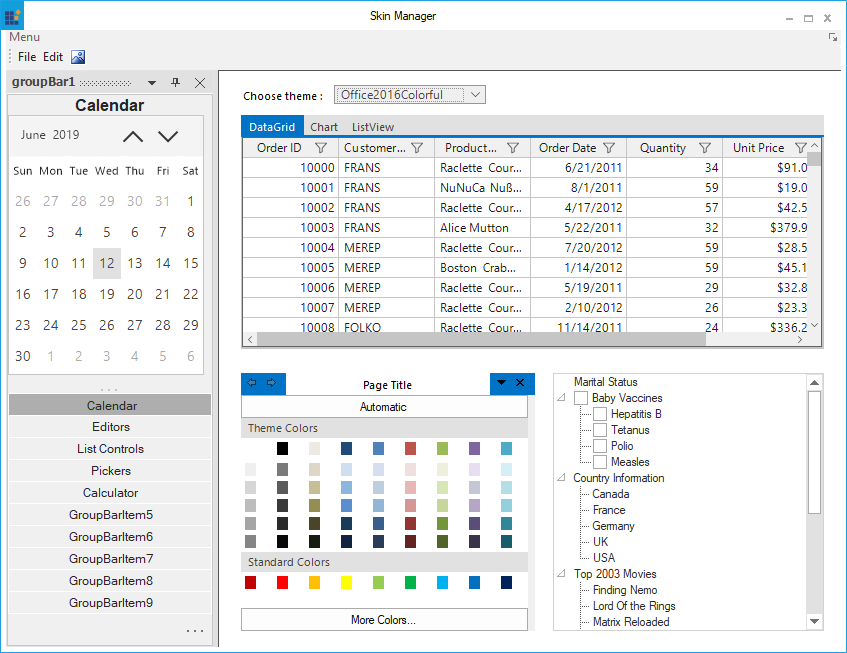 Skin Manager
Menu
File Edit
groupBar1
Calendar
June 2019
Sun Mon Tue Wed Thu Fri Sat
26 27 28 29 30 31 1
2 3 4 5 6 7 8
9 10 11 12 13 14 15
16 17 18 19 20 21 22
23 24 25 26 27 28 29
30 1 2 3 4 5 6
Calendar
Editors
List Controls
Pickers
Calculator
GroupBarItem5
GroupBarItem6
GroupBarItem7
GroupBarItem8
GroupBarItem9
Choose theme : Office2016Colorful
DataGrid Chart ListView
Order ID Customer... Product... Order Date Quantity Unit Price
10000 FRANS Raclette Cour... 6/21/2011 34 $91.0
10001 FRANS NuNuCa Nuß... 8/1/2011 59 $19.0
10002 FRANS Raclette Cour... 4/17/2012 57 $42.5
10003 FRANS Alice Mutton 5/22/2011 32 $379.9
10004 MEREP Raclette Cour... 7/20/2012 59 $28.5
10005 MEREP Boston Crab... 1/14/2012 59 $45.1
10006 MEREP Raclette Cour... 5/19/2011 29 $32.8
10007 MEREP Raclette Cour... 2/10/2012 26 $23.3
10008 FOLKO Raclette Cour... 11/14/2011 24 $336.2
Page Title
Automatic
Theme Colors
Standard Colors
More Colors...
Marital Status
Baby Vaccines
Hepatitis B
Tetanus
Polio
Measles
Country Information
Canada
France
Germany
UK
USA
Top 2003 Movies
Finding Nemo
Lord Of the Rings
Matrix Reloaded